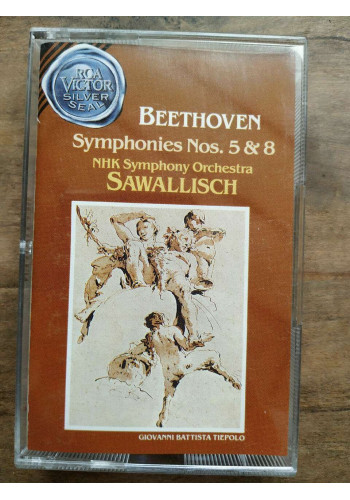 RCA
VICTOR
SILVER
SEAL
BEETHOVEN
Symphonies Nos. 5 & 8
NHK Symphony Orchestra
SAWALLISCH
GIOVANNI BATTISTA TIEPOLO